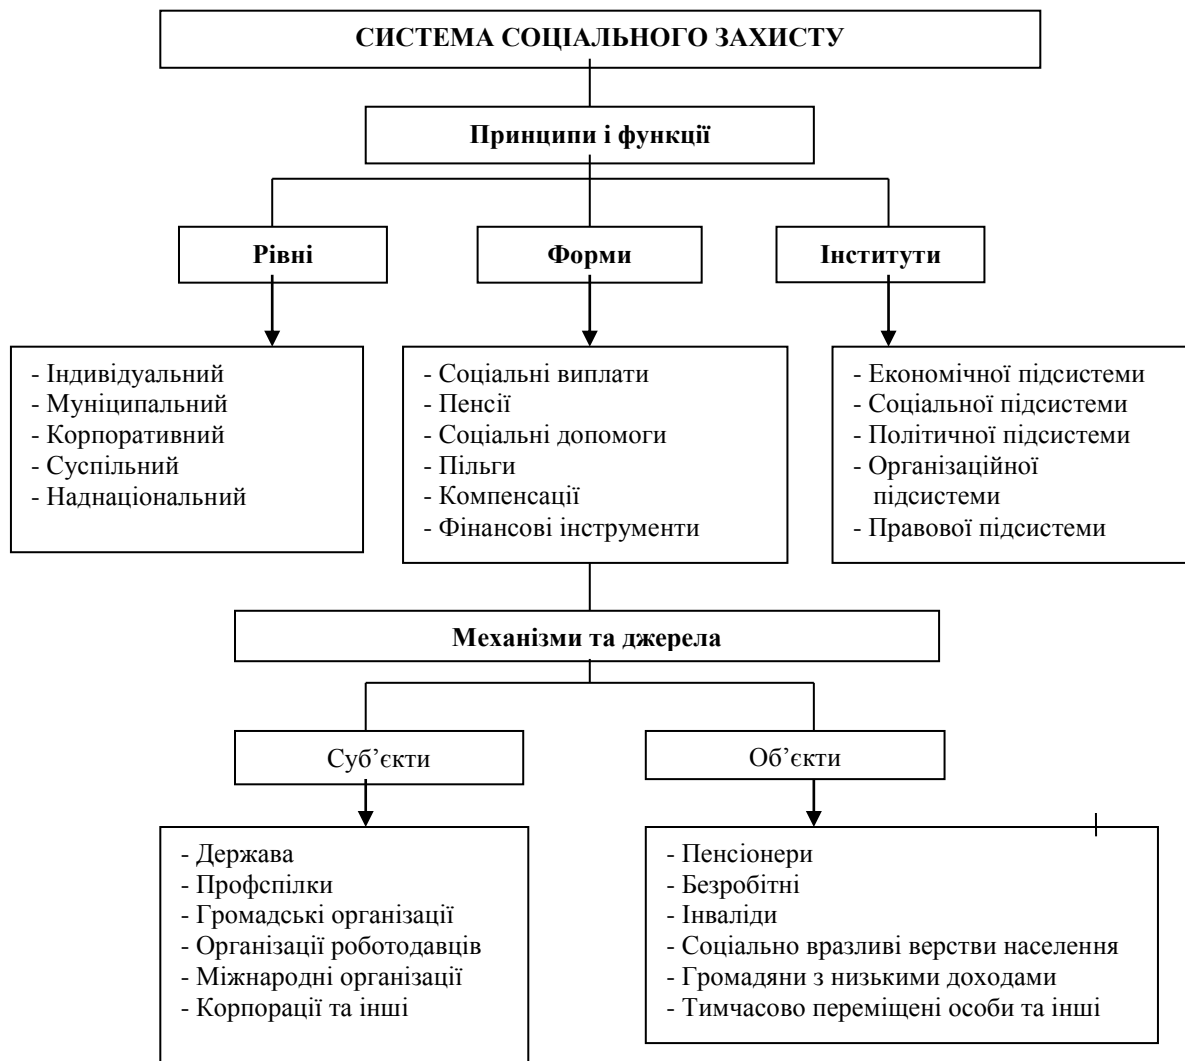 СИСТЕМА СОЦІАЛЬНОГО ЗАХИСТУ
Принципи і функції
Рівні
Форми
Інститути
- Індивідуальний
- Муніципальний
- Корпоративний
- Суспільний
- Наднаціональний
- Соціальні виплати
- Пенсії
- Соціальні допомоги
- Пільги
- Компенсації
- Фінансові інструменти
- Економічної підсистеми
- Соціальної підсистеми
- Політичної підсистеми
- Організаційної
підсистеми
- Правової підсистеми
Механізми та джерела
Суб’єкти
Об’єкти
- Держава
- Профспілки
- Громадські організації
- Організації роботодавців
- Міжнародні організації
- Корпорації та інші
- Пенсіонери
- Безробітні
- Інваліди
- Соціально вразливі верстви населення
- Громадяни з низькими доходами
- Тимчасово переміщені особи та інші